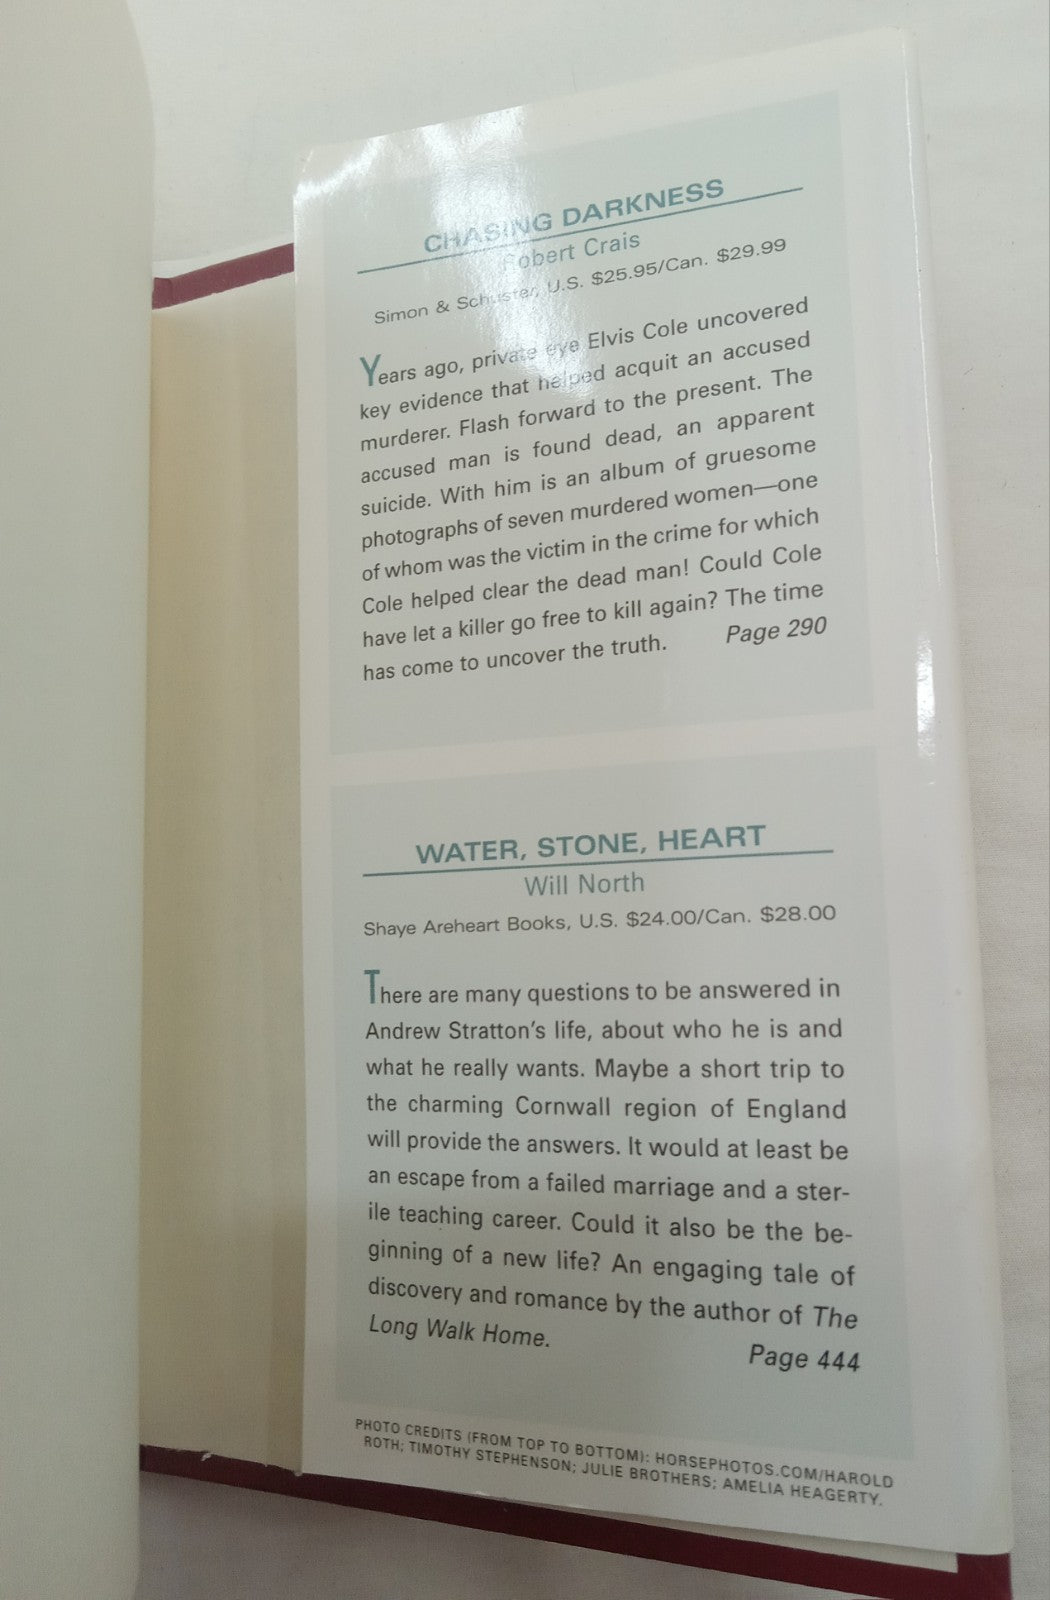 CHASING DARKNESS
Robert Crais
Simon & Schuster, U.S. $25.95/Can. $29.99
Years ago, private eye Elvis Cole uncovered
key evidence that helped acquit an accused
murderer. Flash forward to the present. The
accused man is found dead, an apparent
suicide. With him is an album of gruesome
photographs of seven murdered women—one
of whom was the victim in the crime for which
Cole helped clear the dead man! Could Cole
have let a killer go free to kill again? The time
has come to uncover the truth. Page 290
WATER, STONE, HEART
Will North
Shaye Areheart Books, U.S. $24.00/Can. $28.00
There are many questions to be answered in
Andrew Stratton's life, about who he is and
what he really wants. Maybe a short trip to
the charming Cornwall region of England
will provide the answers. It would at least be
an escape from a failed marriage and a ster-
ile teaching career. Could it also be the be-
ginning of a new life? An engaging tale of
discovery and romance by the author of The
Long Walk Home. Page 444
PHOTO CREDITS (FROM TOP TO BOTTOM): HORSEPHOTOS.COM/HAROLD
ROTH; TIMOTHY STEPHENSON; JULIE BROTHERS; AMELIA HEAGERTY.